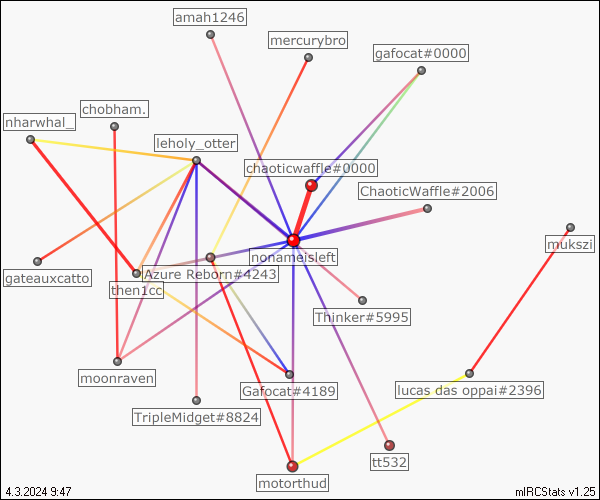 amah1246
mercurybro
gafocat#0000
chobham.
nharwhal_
leholy_otter
chaoticwaffle#0000
ChaoticWaffle#2006
mukszi
nonameisleft
gateauxcatto
Azure Reborn#4243
then1cc
Thinker#5995
moonraven
Gafocat#4189
lucas das oppai#2396
TripleMidget#8824
tt532
motorthud
4.3.2024 9:47
mIRCStats v1.25